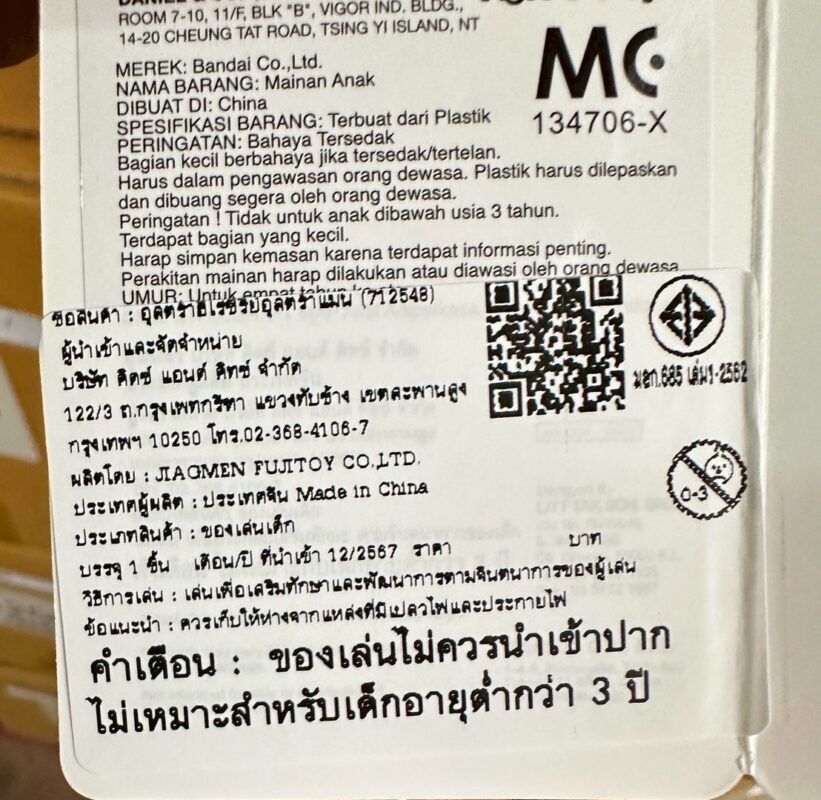 ROOM 7-10, 11/F, BLK "B", VIGOR IND. BLDG.,
14-20 CHEUNG TAT ROAD, TSING YI ISLAND, NT
MC
134706-X
MEREK: Bandai Co.,Ltd.
NAMA BARANG: Mainan Anak
DIBUAT DI: China
SPESIFIKASI BARANG: Terbuat dari Plastik
PERINGATAN: Bahaya Tersedak
Bagian kecil berbahaya jika tersedak/tertelan.
Harus dalam pengawasan orang dewasa. Plastik harus dilepaskan
dan dibuang segera oleh orang dewasa.
Peringatan ! Tidak untuk anak dibawah usia 3 tahun.
Terdapat bagian yang kecil.
Harap simpan kemasan karena terdapat informasi penting.
Perakitan mainan harap dilakukan atau diawasi oleh orang dewasa
UMUR: Untuk empat tahun
ชื่อสินค้า : อุลตร้าฮีโร่ซีรีย์อุลตร้าแมน (712548)
ผู้นำเข้าและจัดจำหน่าย
บริษัท คิดซ์ แอนด์ คิทซ์ จำกัด
122/3 ถ.กรุงเพทกรีทา แขวงทับช้าง เขตสะพานสูง
กรุงเทพฯ 10250 โทร.02-368-4106-7
มอก.685 เล่ม1-2562
ผลิตโดย : JIAGMEN FUJITOY CO.,LTD.
ประเทศผู้ผลิต : ประเทศจีน Made in China
0-3
ประเภทสินค้า : ของเล่นเด็ก
บรรจุ 1 ชิ้น เดือน/ปี ที่นำเข้า 12/2567 ราคา บาท
วิธีการเล่น : เล่นเพื่อเสริมทักษาและพัฒนาการตามจินตนาการของผู้เล่น
ข้อแนะนำ : ควรเก็บให้ห่างจากแหล่งที่มีเปลวไฟและประกายไฟ
คำเตือน : ของเล่นไม่ควรนำเข้าปาก
ไม่เหมาะสำหรับเด็กอายุต่ำกว่า 3 ปี